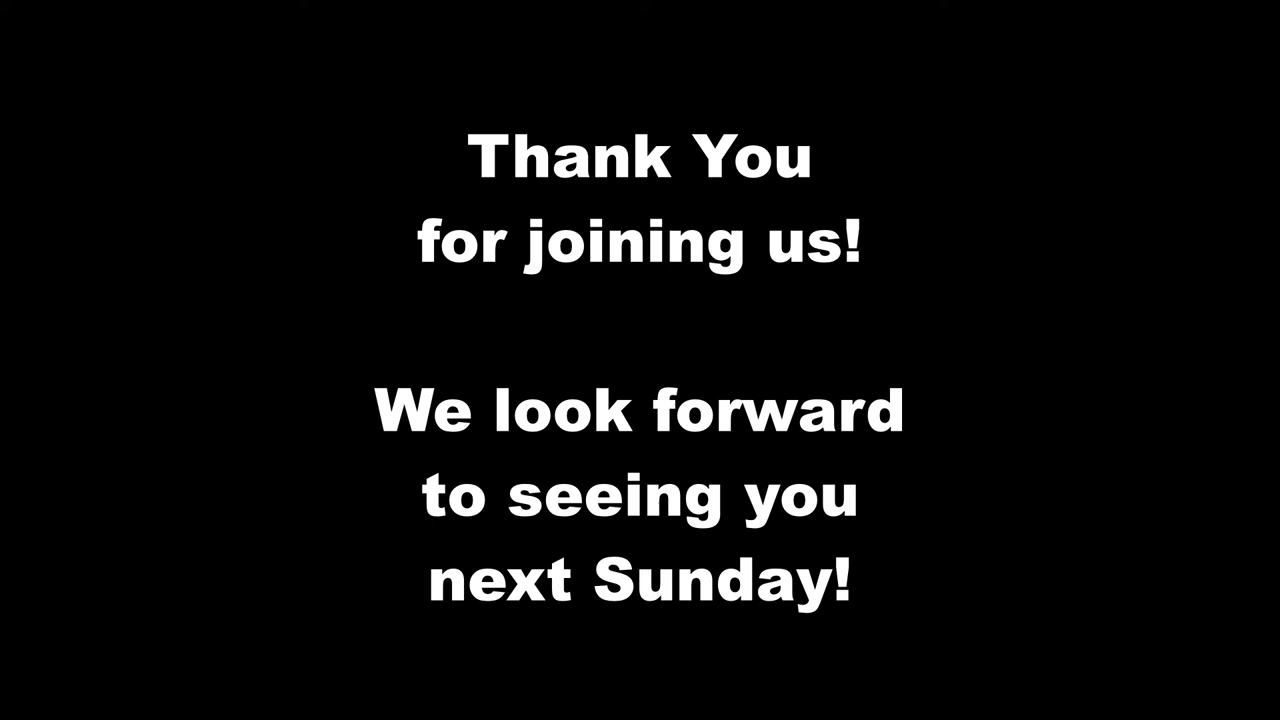 Thank You
for joining us!
We look forward
to seeing you
next Sunday!